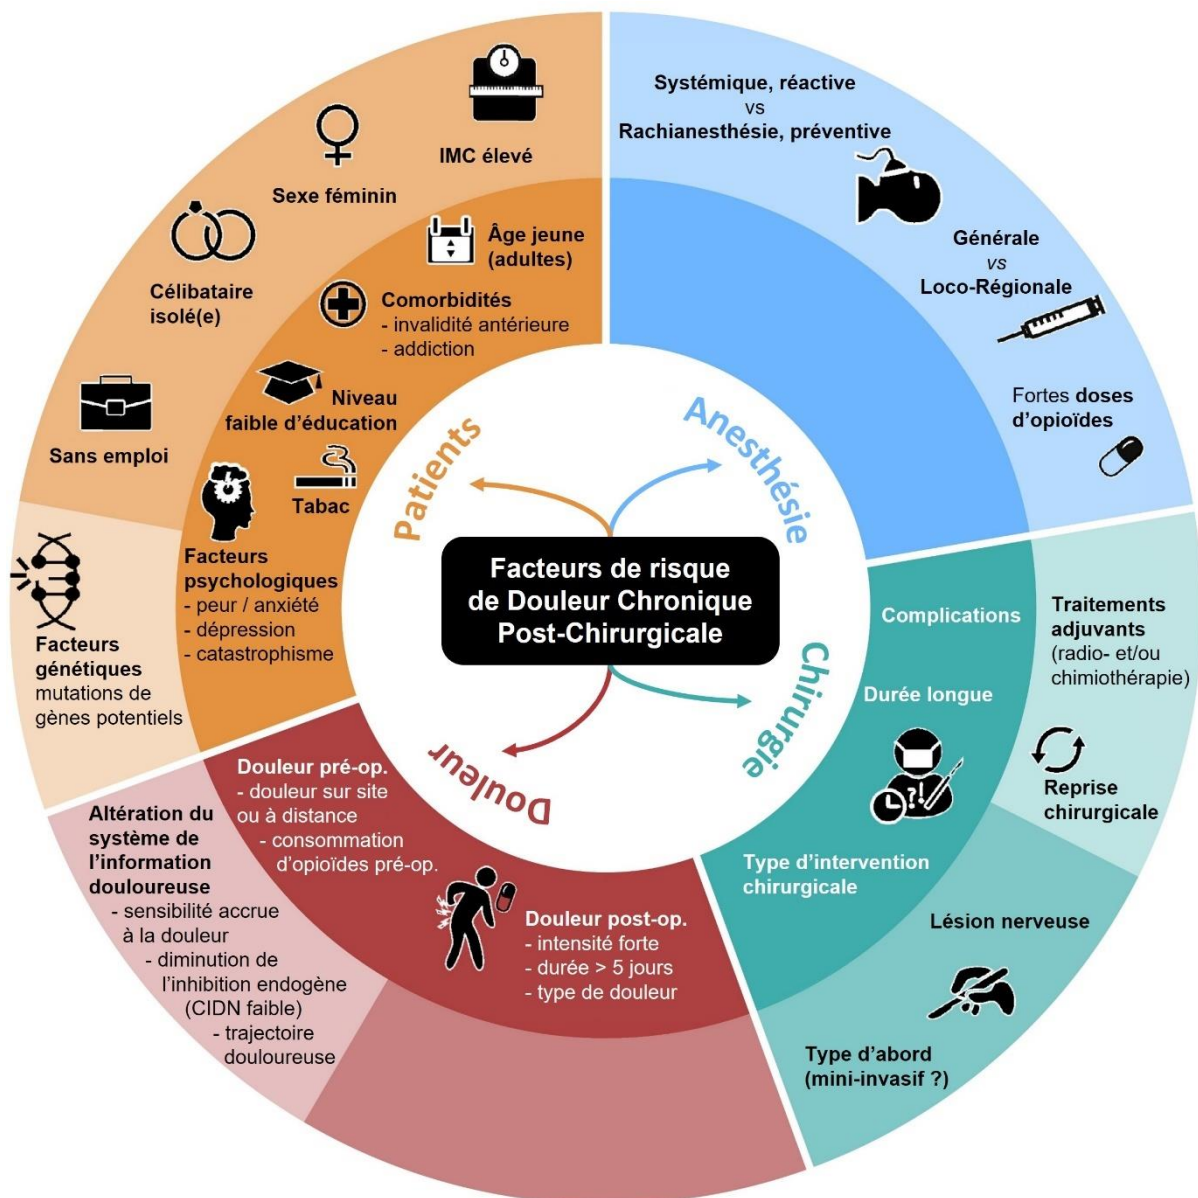 Facteurs de risque
de Douleur Chronique
Post-Chirurgicale
Patients
IMC élevé
Sexe féminin
Célibataire
isolé(e)
Sans emploi
Facteurs
génétiques
mutations de
gènes potentiels
Âge jeune
(adultes)
Comorbidités
- invalidité antérieure
- addiction
Niveau
faible d’éducation
Tabac
Facteurs
psychologiques
- peur / anxiété
- dépression
- catastrophisme
Anesthésie
Systémique, réactive
vs
Rachianesthésie, préventive
Générale
vs
Loco-Régionale
Fortes doses
d’opioïdes
Chirurgie
Complications
Durée longue
?!
Type d’intervention
chirurgicale
Traitements
adjuvants
(radio- et/ou
chimiothérapie)
Reprise
chirurgicale
Lésion nerveuse
Type d’abord
(mini-invasif ?)
Douleur
Douleur pré-op.
- douleur sur site
ou à distance
- consommation
d’opioïdes pré-op.
Douleur post-op.
- intensité forte
- durée > 5 jours
- type de douleur
Altération du
système de
l’information
douloureuse
- sensibilité accrue
à la douleur
- diminution de
l’inhibition endogène
(CIDN faible)
- trajectoire
douloureuse